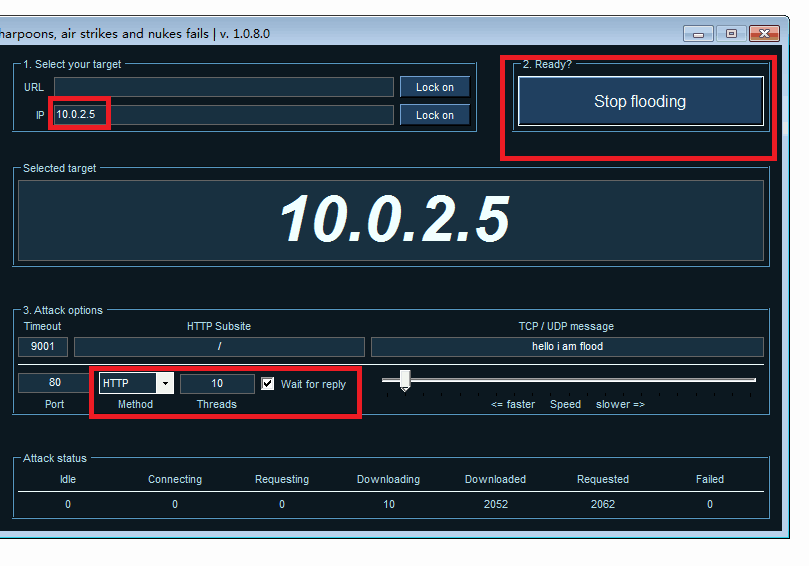 harpoons, air strikes and nukes fails | v. 1.0.8.0
1. Select your target
URL
Lock on
IP
10.0.2.5
Lock on
2. Ready?
Stop flooding
Selected target
10.0.2.5
3. Attack options
Timeout
HTTP Subsite
TCP / UDP message
9001
/
hello i am flood
80
HTTP
10
Wait for reply
Port
Method
Threads
<= faster
Speed
slower =>
Attack status
Idle
Connecting
Requesting
Downloading
Downloaded
Requested
Failed
0
0
0
10
2052
2062
0